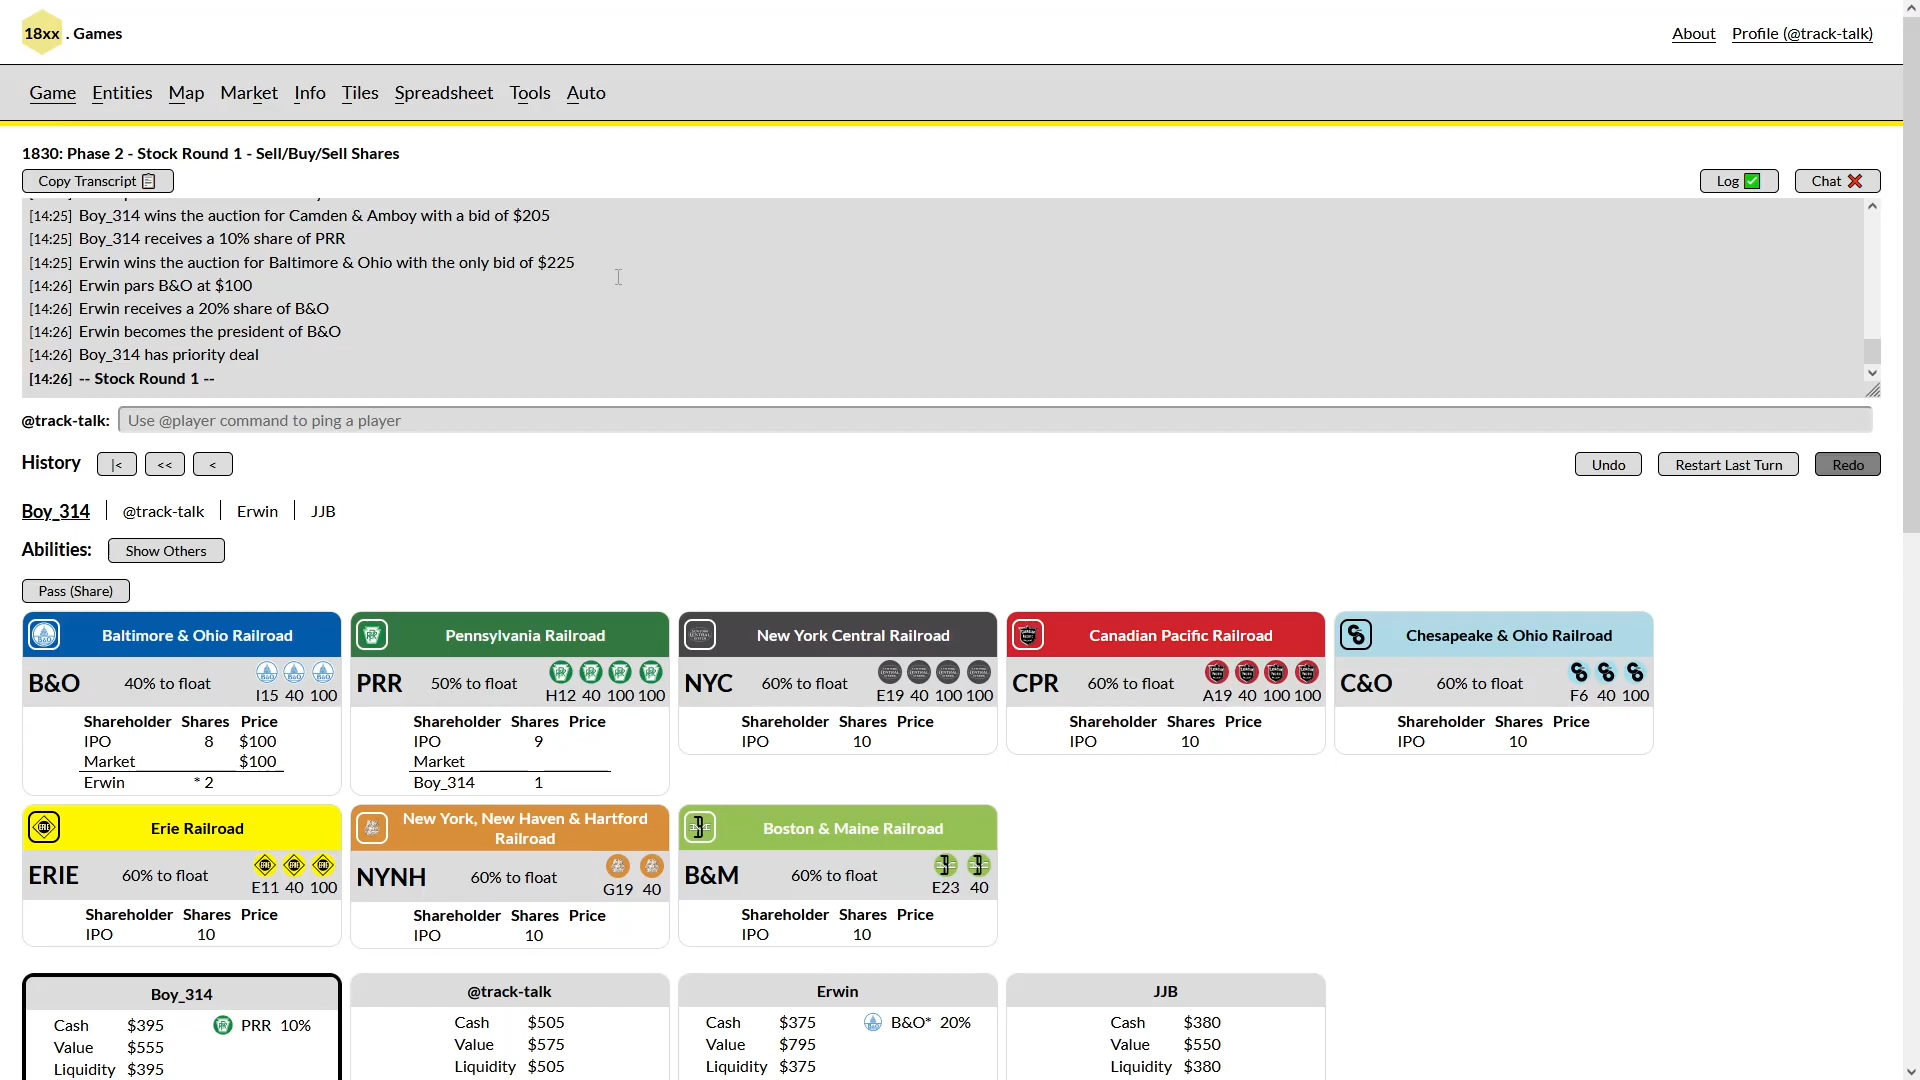 18xx . Games
About Profile (@track-talk)
Game Entities Map Market Info Tiles Spreadsheet Tools Auto
1830: Phase 2 - Stock Round 1 - Sell/Buy/Sell Shares
Copy Transcript Log Chat
[14:25] Boy_314 wins the auction for Camden & Amboy with a bid of $205
[14:25] Boy_314 receives a 10% share of PRR
[14:25] Erwin wins the auction for Baltimore & Ohio with the only bid of $225
[14:26] Erwin pars B&O at $100
[14:26] Erwin receives a 20% share of B&O
[14:26] Erwin becomes the president of B&O
[14:26] Boy_314 has priority deal
[14:26] -- Stock Round 1 --
@track-talk: Use @player command to ping a player
History |< << < Undo Restart Last Turn Redo
Boy_314 @track-talk Erwin JJB
Abilities: Show Others
Pass (Share)
Baltimore & Ohio Railroad
B&O 40% to float I15 40 100
Shareholder Shares Price
IPO 8 $100
Market $100
Erwin * 2
Pennsylvania Railroad
PRR 50% to float H12 40 100 100
Shareholder Shares Price
IPO 9
Market
Boy_314 1
New York Central Railroad
NYC 60% to float E19 40 100 100
Shareholder Shares Price
IPO 10
Canadian Pacific Railroad
CPR 60% to float A19 40 100 100
Shareholder Shares Price
IPO 10
Chesapeake & Ohio Railroad
C&O 60% to float F6 40 100
Shareholder Shares Price
IPO 10
Erie Railroad
ERIE 60% to float E11 40 100
Shareholder Shares Price
IPO 10
New York, New Haven & Hartford
Railroad
NYNH 60% to float G19 40
Shareholder Shares Price
IPO 10
Boston & Maine Railroad
B&M 60% to float E23 40
Shareholder Shares Price
IPO 10
Boy_314
Cash $395 PRR 10%
Value $555
Liquidity $395
@track-talk
Cash $505
Value $575
Liquidity $505
Erwin
Cash $375 B&O* 20%
Value $795
Liquidity $375
JJB
Cash $380
Value $550
Liquidity $380